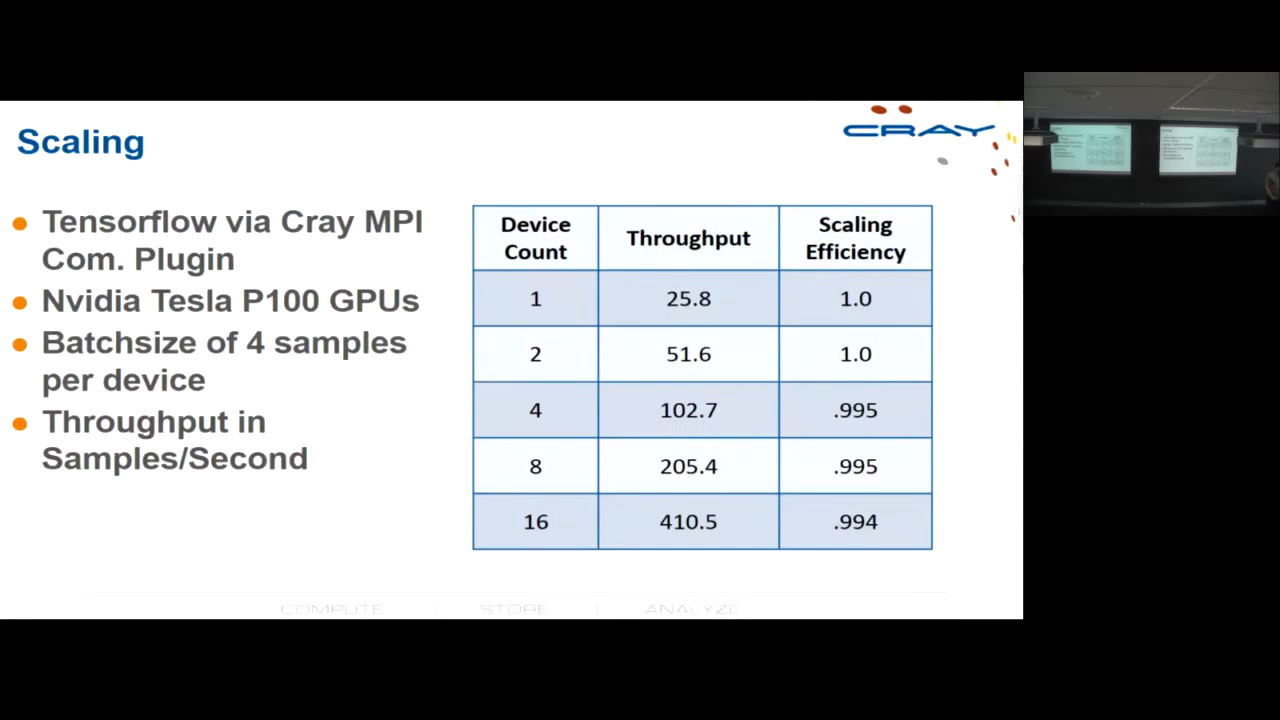 CRAY
Scaling
Tensorflow via Cray MPI
Com. Plugin
Nvidia Tesla P100 GPUs
Batchsize of 4 samples
per device
Throughput in
Samples/Second
Device Count Throughput Scaling Efficiency
1 25.8 1.0
2 51.6 1.0
4 102.7 .995
8 205.4 .995
16 410.5 .994
COMPUTE | STORE | ANALYZE